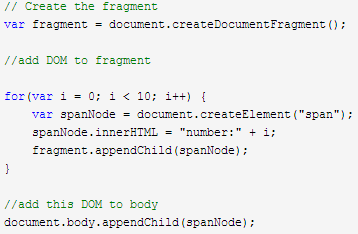 // Create the fragment
var fragment = document.createDocumentFragment();
//add DOM to fragment
for(var i = 0; i < 10; i++) {
    var spanNode = document.createElement("span");
    spanNode.innerHTML = "number:" + i;
    fragment.appendChild(spanNode);
}
//add this DOM to body
document.body.appendChild(spanNode);